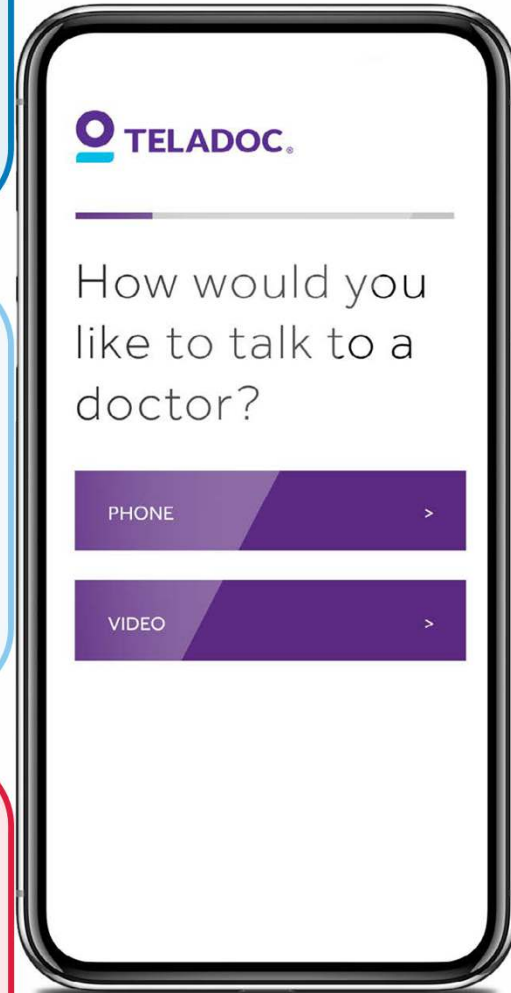 TELADOC®
How would you
like to talk to a
doctor?
PHONE >
VIDEO >